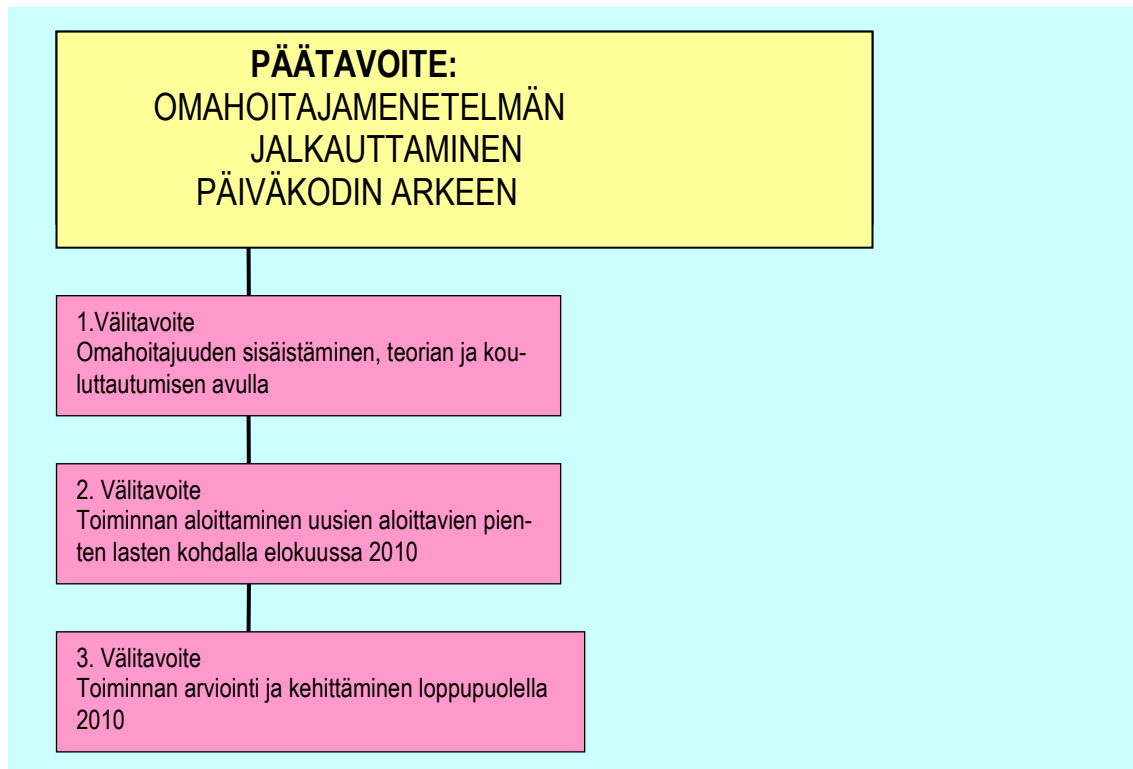 PÄÄTAVOITE:
OMAHOITAJAMENETELMÄN
JALKAUTTAMINEN
PÄIVÄKODIN ARKEEN
1.Välitavoite
Omahoitajuuden sisäistäminen, teorian ja kou-
luttautumisen avulla
2. Välitavoite
Toiminnan aloittaminen uusien aloittavien pien-
ten lasten kohdalla elokuussa 2010
3. Välitavoite
Toiminnan arviointi ja kehittäminen loppupuolella
2010